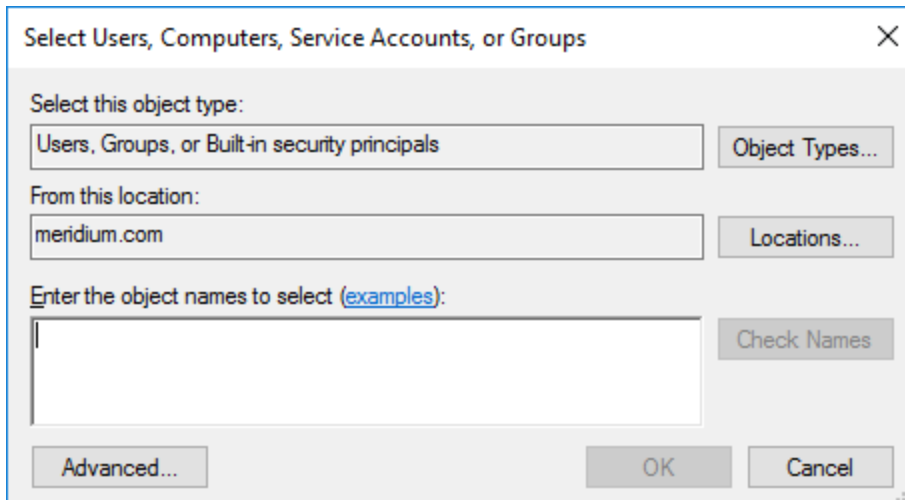 Select Users, Computers, Service Accounts, or Groups
Select this object type:
Users, Groups, or Built-in security principals
Object Types...
From this location:
meridium.com
Locations...
Enter the object names to select (examples):
Check Names
Advanced...
OK
Cancel